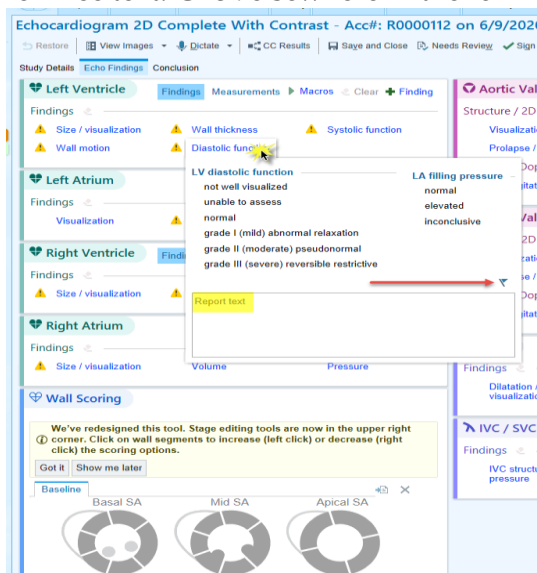 Echocardiogram 2D Complete With Contrast - Acc#: R0000112 on 6/9/2020
Restore View Images Dictate CC Results Save and Close Needs Review Sign
Study Details Echo Findings Conclusion
Left Ventricle Findings Measurements Macros Clear Finding
Findings
Size / visualization Wall thickness Systolic function
Wall motion Diastolic function
LV diastolic function
not well visualized
unable to assess
normal
grade I (mild) abnormal relaxation
grade II (moderate) pseudonormal
grade III (severe) reversible restrictive
LA filling pressure
normal
elevated
inconclusive
Report text
Left Atrium
Findings
Visualization
Right Ventricle
Findings
Size / visualization
Right Atrium
Findings
Size / visualization Volume Pressure
Wall Scoring
We've redesigned this tool. Stage editing tools are now in the upper right
corner. Click on wall segments to increase (left click) or decrease (right
click) the scoring options.
Got it Show me later
Baseline
Basal SA Mid SA Apical SA
Aortic Val
Structure / 2D
Visualizati
Prolapse /
Findings
Dilatation /
visualizatio
IVC / SVC
Findings
IVC struct
pressure